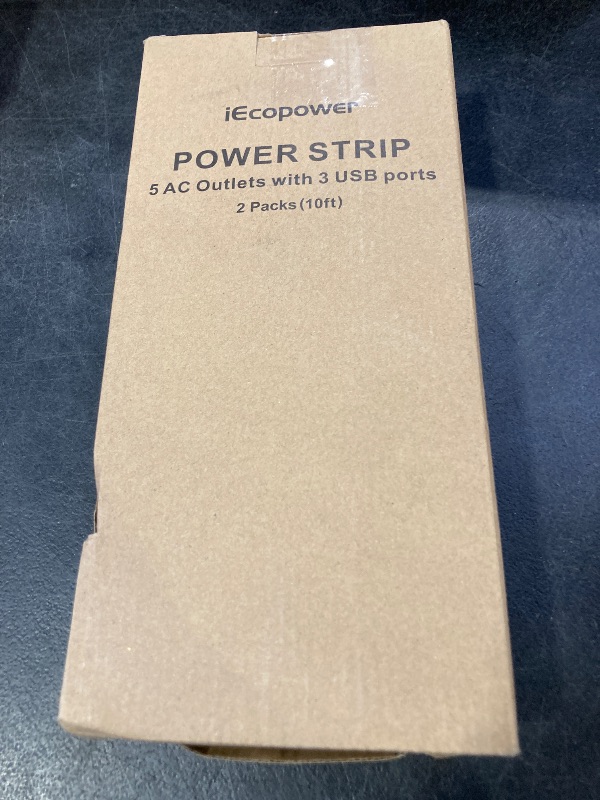 iEcopower
POWER STRIP
5 AC Outlets with 3 USB ports
2 Packs(10ft)